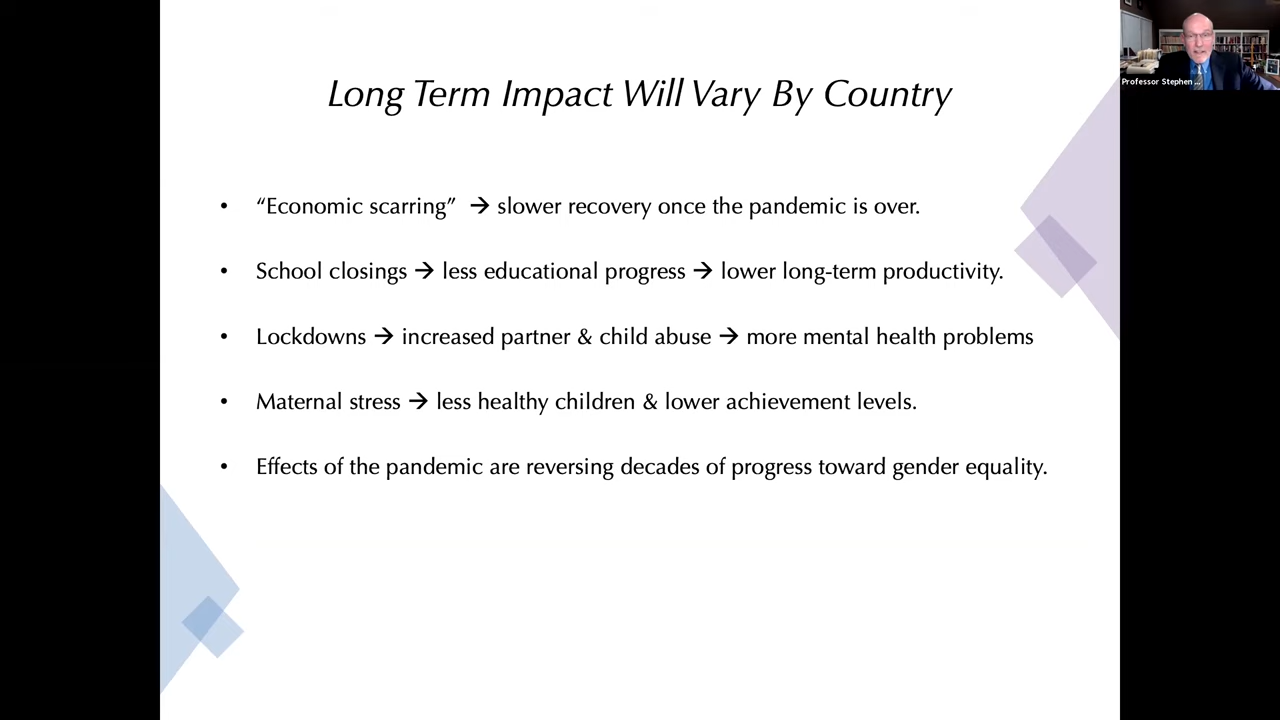 Long Term Impact Will Vary By Country
• “Economic scarring” → slower recovery once the pandemic is over.
• School closings → less educational progress → lower long-term productivity.
• Lockdowns → increased partner & child abuse → more mental health problems
• Maternal stress → less healthy children & lower achievement levels.
• Effects of the pandemic are reversing decades of progress toward gender equality.
Professor Stephen ...